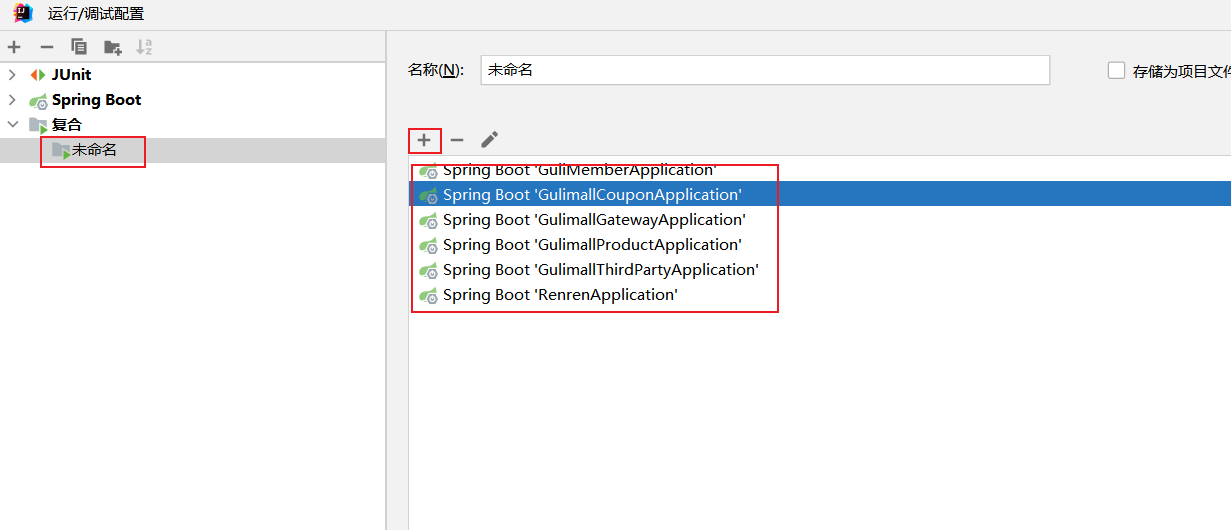 运行/调试配置
JUnit
Spring Boot
复合
未命名
名称(N):
未命名
存储为项目文件
Spring Boot 'GuliMemberApplication'
Spring Boot 'GulimallCouponApplication'
Spring Boot 'GulimallGatewayApplication'
Spring Boot 'GulimallProductApplication'
Spring Boot 'GulimallThirdPartyApplication'
Spring Boot 'RenrenApplication'